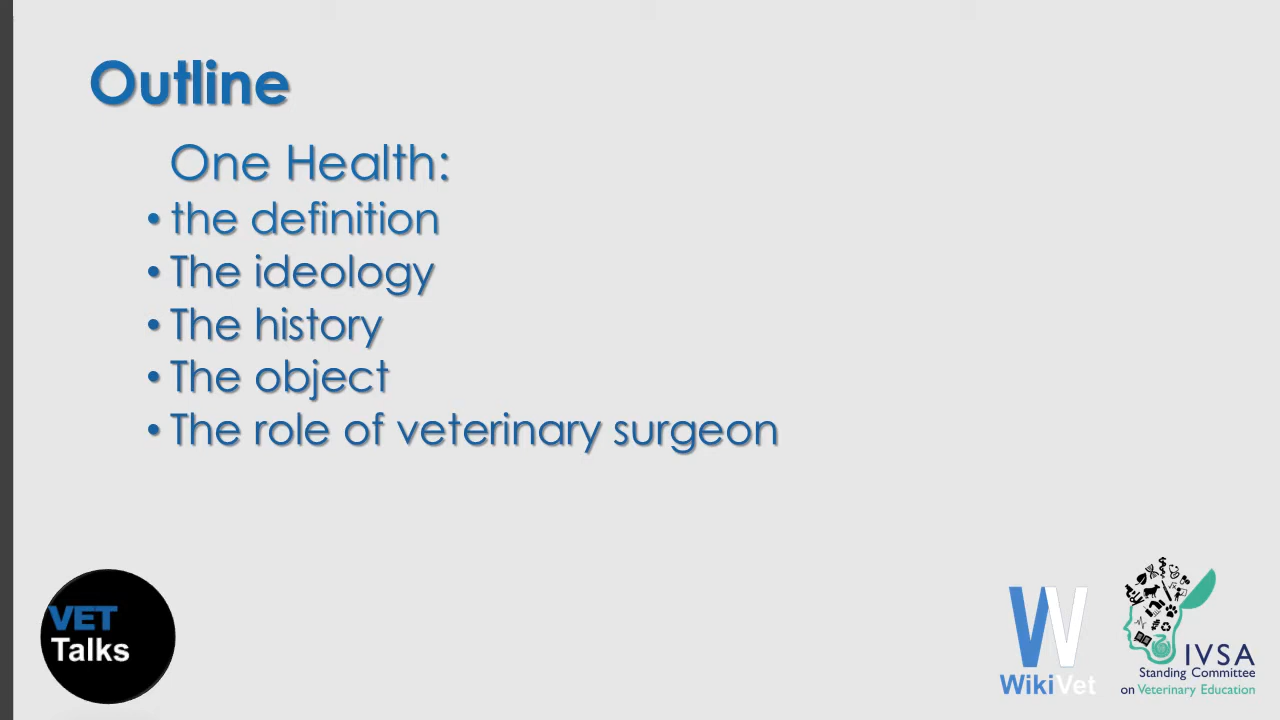 Outline
One Health:
• the definition
• The ideology
• The history
• The object
• The role of veterinary surgeon
VET
Talks
W
WikiVet
IVSA
Standing Committee
on Veterinary Education